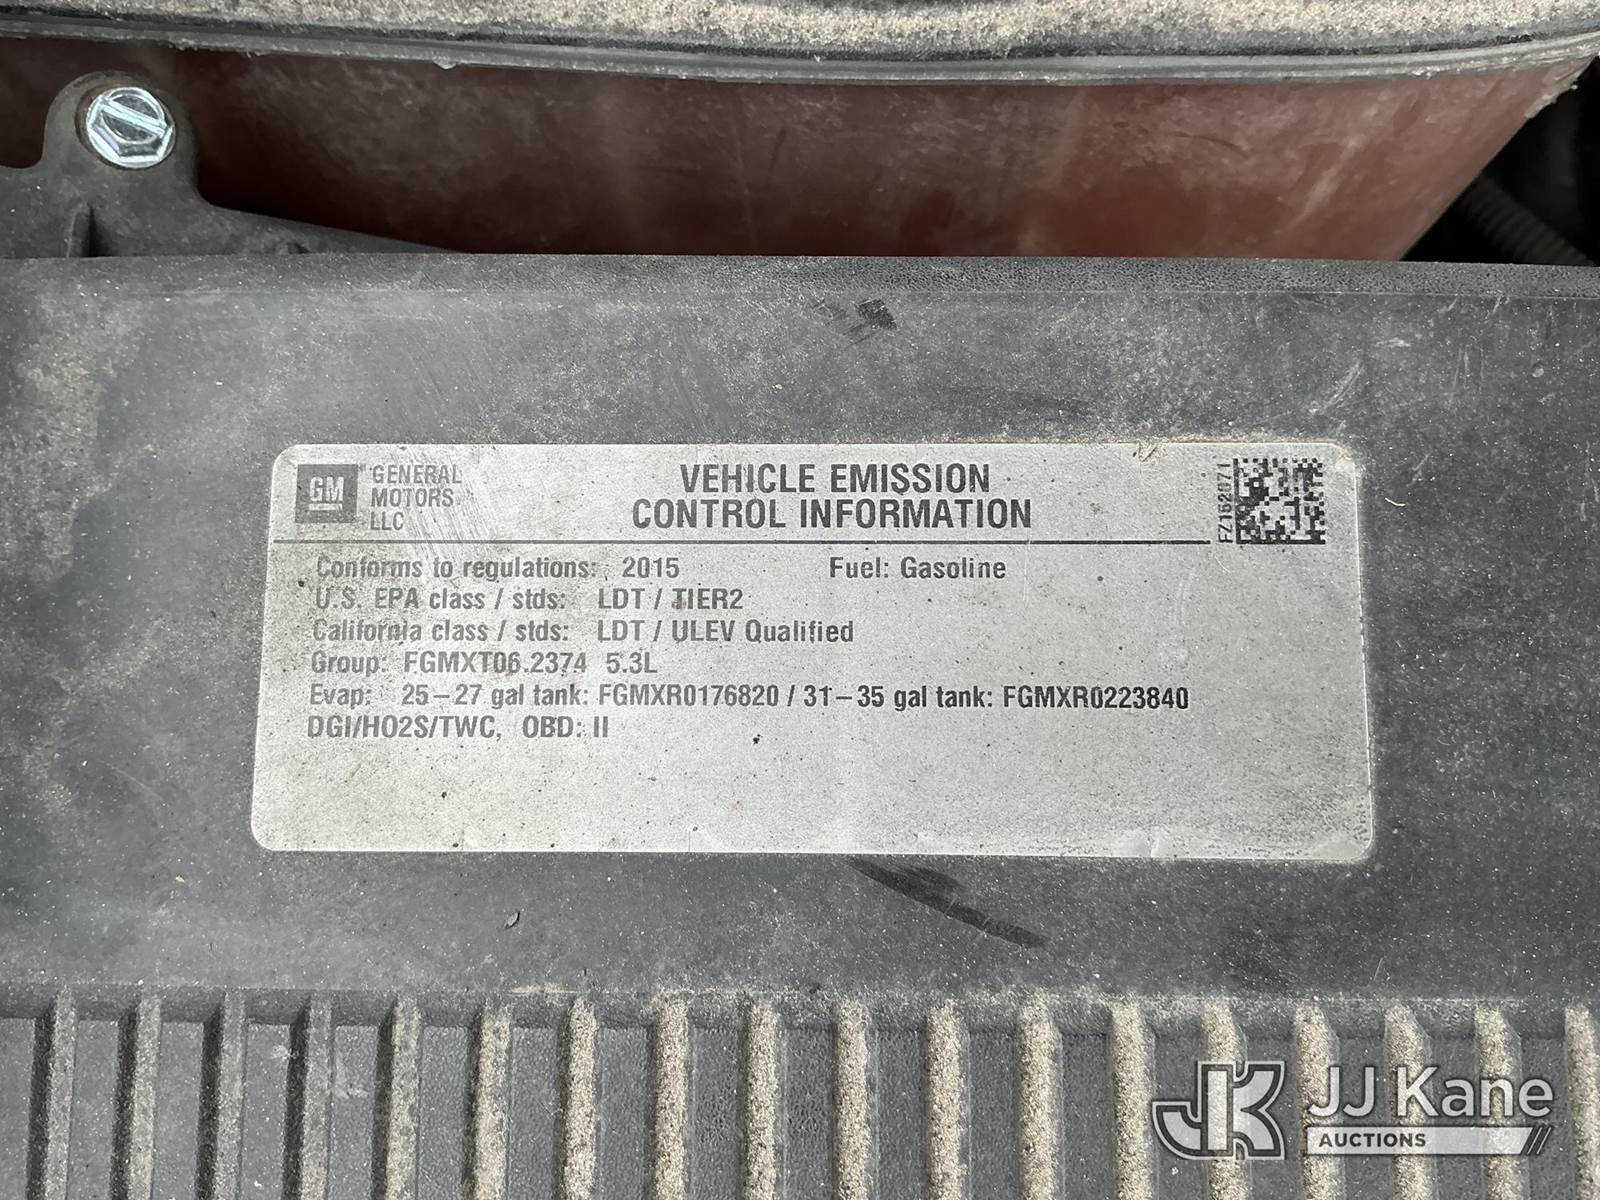 GM
GENERAL
MOTORS
LLC
VEHICLE EMISSION
CONTROL INFORMATION
FZ152071
Conforms to regulations: 2015 Fuel: Gasoline
U.S. EPA class / stds: LDT / TIER2
California class / stds: LDT / ULEV Qualified
Group: FGMXT06.2374 5.3L
Evap: 25-27 gal tank: FGMXR0176820 / 31-35 gal tank: FGMXR0223840
DGI/HO2S/TWC, OBD: II
JK JJ Kane
AUCTIONS